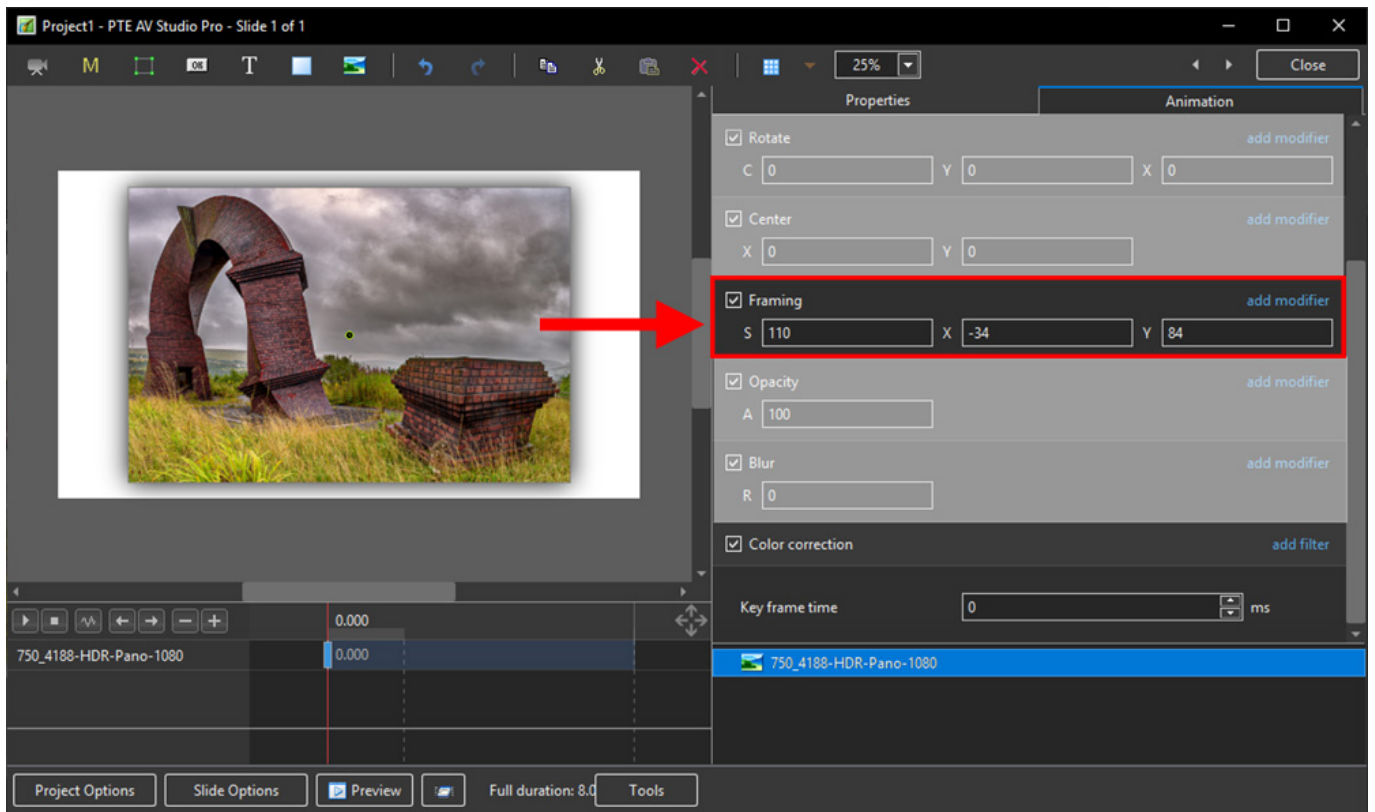 Project1 - PTE AV Studio Pro - Slide 1 of 1
M OK T 25% Close
Properties Animation
Rotate add modifier
C 0 Y 0 X 0
Center add modifier
X 0 Y 0
Framing add modifier
S 110 X -34 Y 84
Opacity add modifier
A 100
Blur add modifier
R 0
Color correction add filter
Key frame time 0 ms
0.000
750_4188-HDR-Pano-1080 0.000
750_4188-HDR-Pano-1080
Project Options Slide Options Preview Full duration: 8.0 Tools